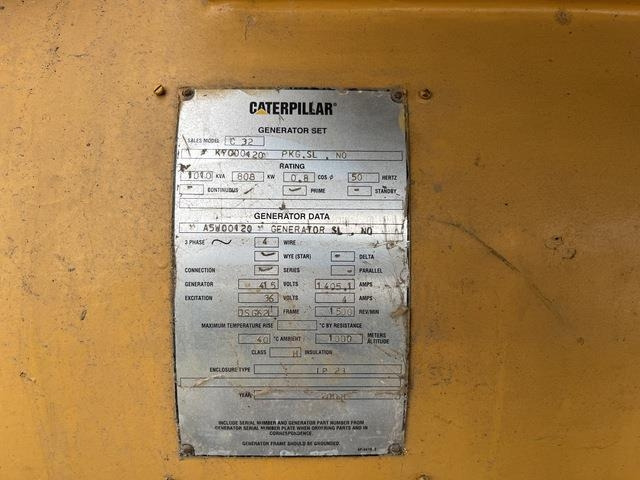 CATERPILLAR®
GENERATOR SET
SALES MODEL C 32
KY000420 PKG.SL. NO
RATING
1010 KVA 808 KW 0.8 COS ϕ 50 HERTZ
CONTINUOUS PRIME STANDBY
GENERATOR DATA
A5W00420 GENERATOR SL. NO
3 PHASE 4 WIRE
WYE (STAR) DELTA
CONNECTION SERIES PARALLEL
GENERATOR 415 VOLTS 1405.1 AMPS
EXCITATION 36 VOLTS 4 AMPS
FRAME 1500 REV/MIN
MAXIMUM TEMPERATURE RISE °C BY RESISTANCE
40 °C AMBIENT 1000 METERS ALTITUDE
CLASS H INSULATION
ENCLOSURE TYPE IP 23
YEAR
INCLUDE SERIAL NUMBER AND GENERATOR PART NUMBER FROM
GENERATOR SERIAL NUMBER PLATE WHEN ORDERING PARTS AND IN
CORRESPONDENCE.
GENERATOR FRAME SHOULD BE GROUNDED.